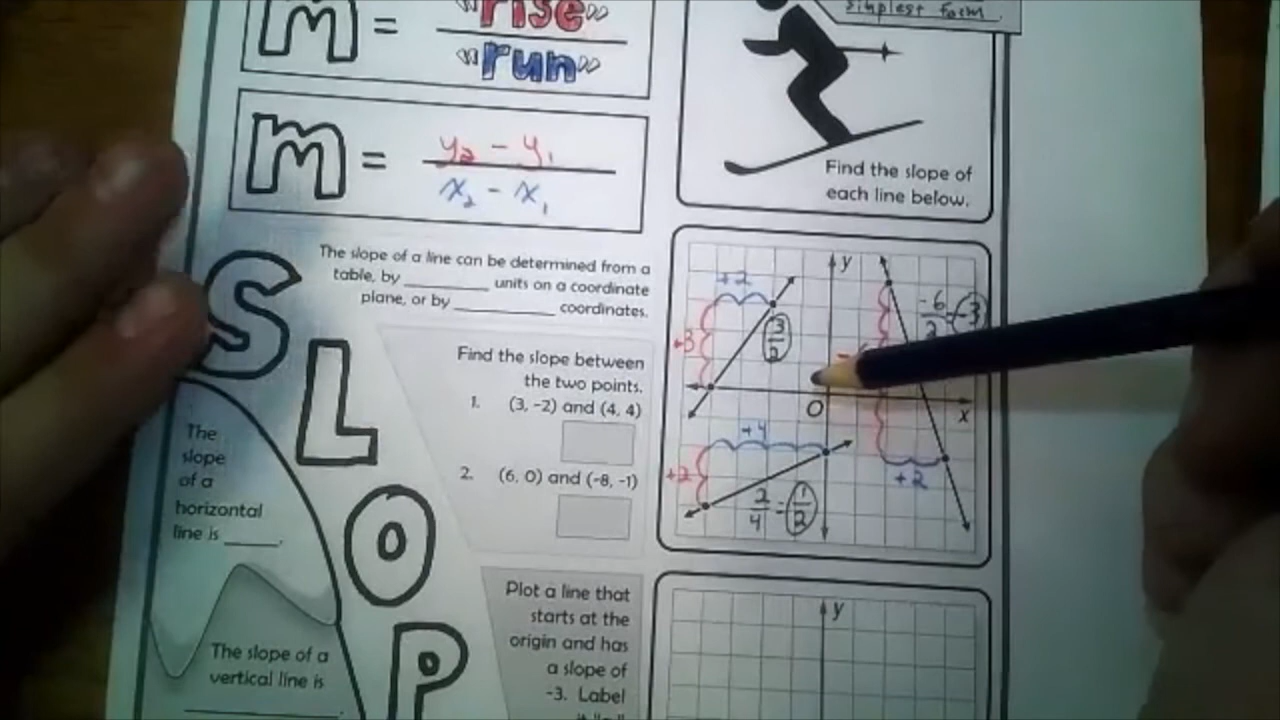 simplest form.
m = "rise"
"run"
m = y₂ - y₁
x₂ - x₁
Find the slope of
each line below.
The slope of a line can be determined from a
table, by ________ units on a coordinate
plane, or by __________ coordinates.
S
L
O
P
Find the slope between
the two points.
1. (3, -2) and (4, 4)
2. (6, 0) and (-8, -1)
The
slope
of a
horizontal
line is _____.
The slope of a
vertical line is
______________.
Plot a line that
starts at the
origin and has
a slope of
-3. Label
y
x
O
+2
+3
3/2
-6/2 = -3
+2
+4
+2
2/4 = 1/2
y